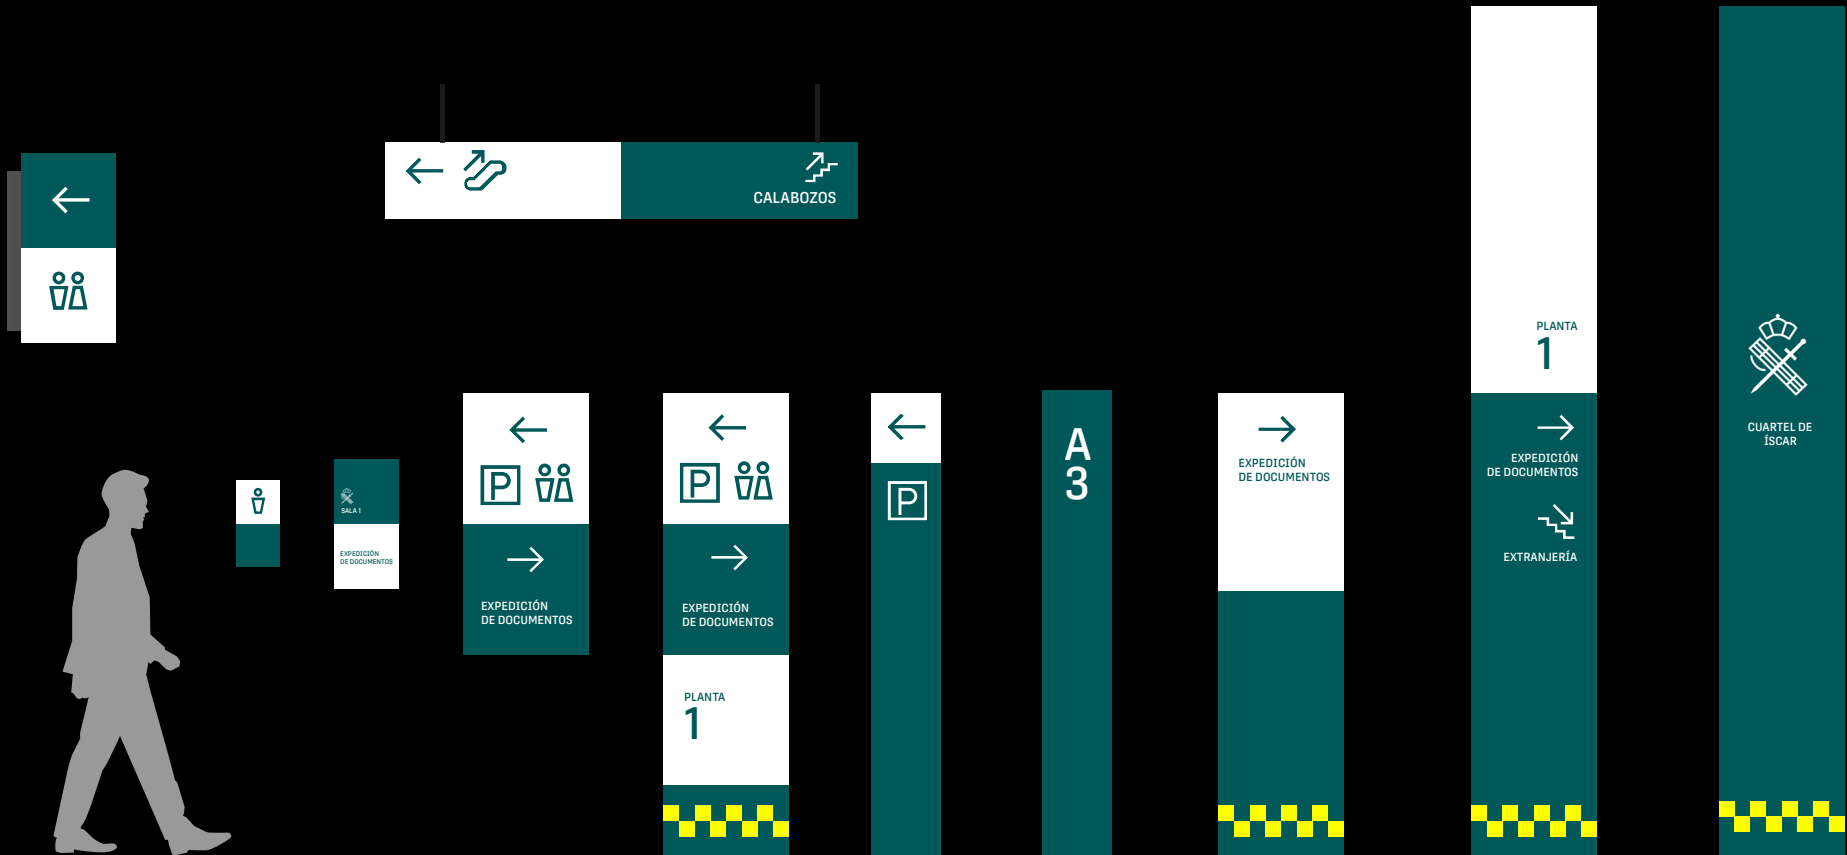 CALABOZOS
SALA 1
EXPEDICIÓN
DE DOCUMENTOS
P
EXPEDICIÓN
DE DOCUMENTOS
P
EXPEDICIÓN
DE DOCUMENTOS
PLANTA
1
P
A
3
EXPEDICIÓN
DE DOCUMENTOS
PLANTA
1
EXPEDICIÓN
DE DOCUMENTOS
EXTRANJERÍA
CUARTEL DE
ÍSCAR